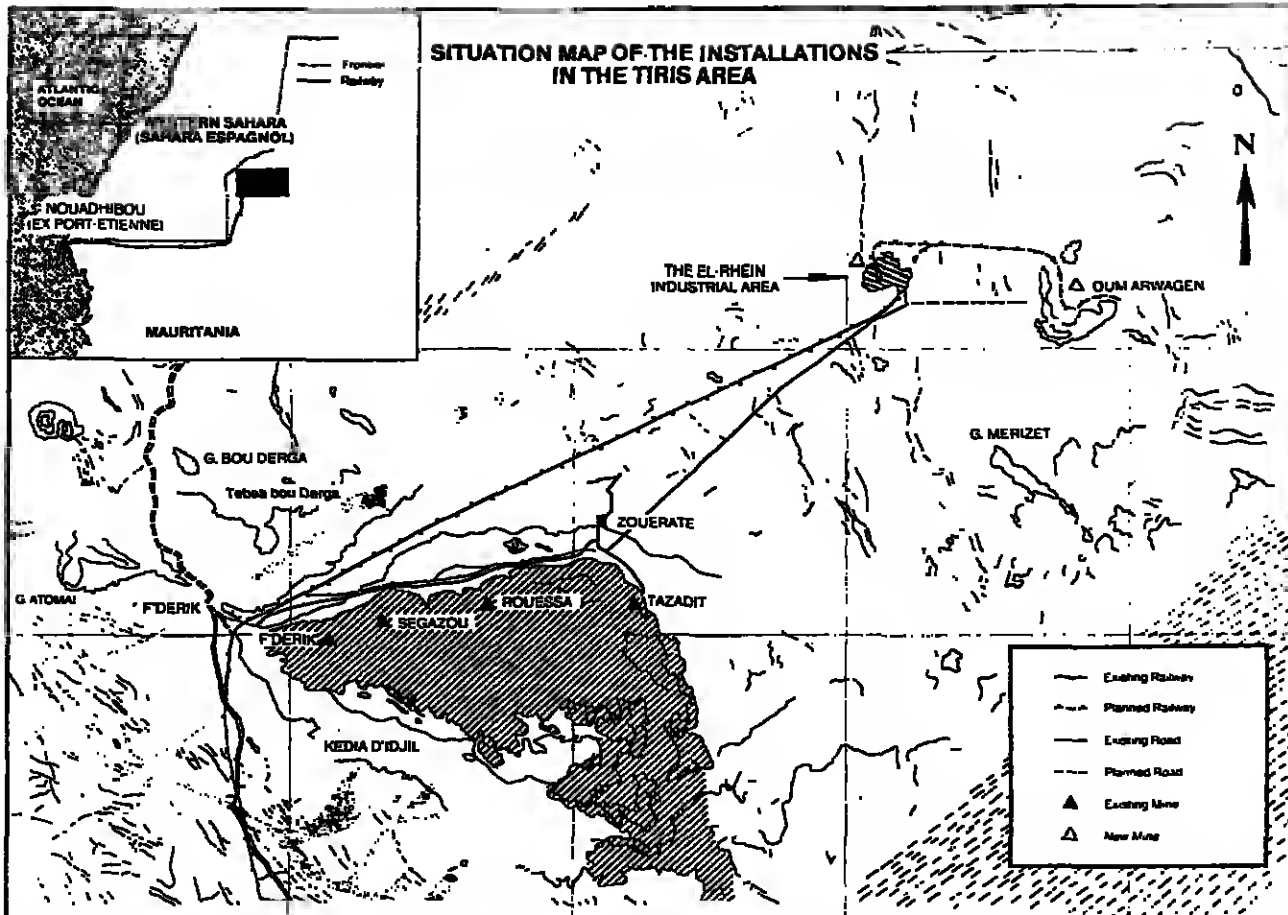 SITUATION MAP OF THE INSTALLATIONS
IN THE TIRIS AREA
Frontier
Railway
ATLANTIC
OCEAN
WESTERN SAHARA
(SAHARA ESPAGNOL)
NOUADHIBOU
(EX PORT-ETIENNE)
MAURITANIA
N
THE EL-RHEIN
INDUSTRIAL AREA
OUM ARWAGEN
G. MERIZET
G. BOU DERGA
Tebea bou Derga
ZOUERATE
G. ATOMAI
F'DERIK
ROUESSA
TAZADIT
SEGAZOU
F'DERIK
KEDIA D'IDJIL
Existing Railway
Planned Railway
Existing Road
Planned Road
Existing Mine
New Mine